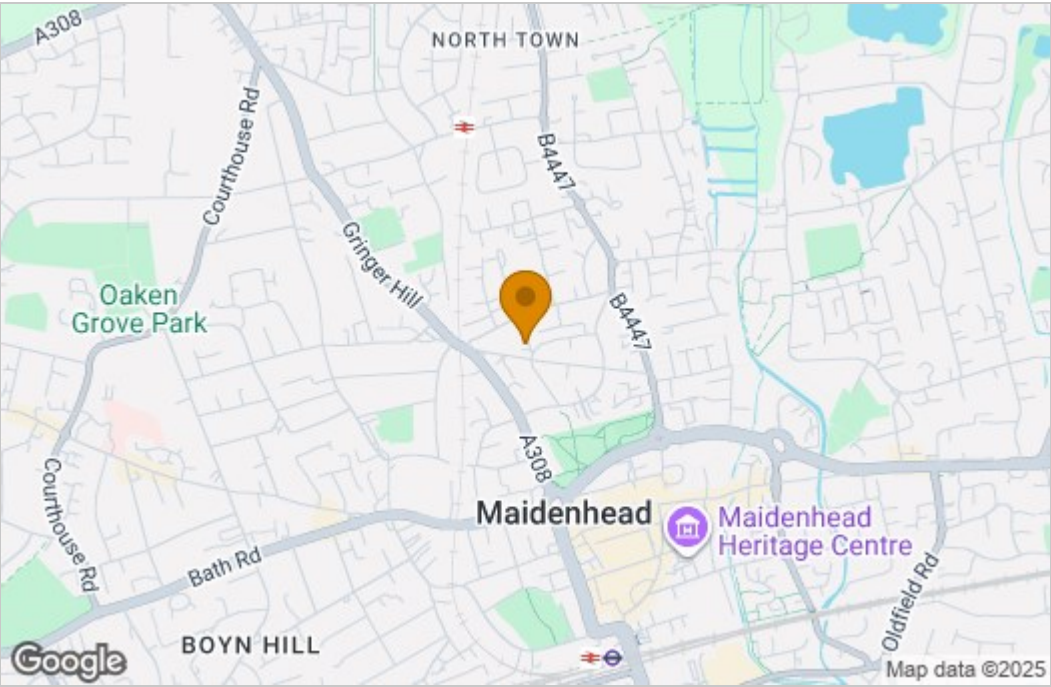 A308
NORTH TOWN
Courthouse Rd
B4447
Gringer Hill
Oaken
Grove Park
B4447
A308
Courthouse Rd
Maidenhead
Maidenhead
Heritage Centre
Bath Rd
Oldfield Rd
BOYN HILL
Google
Map data ©2025